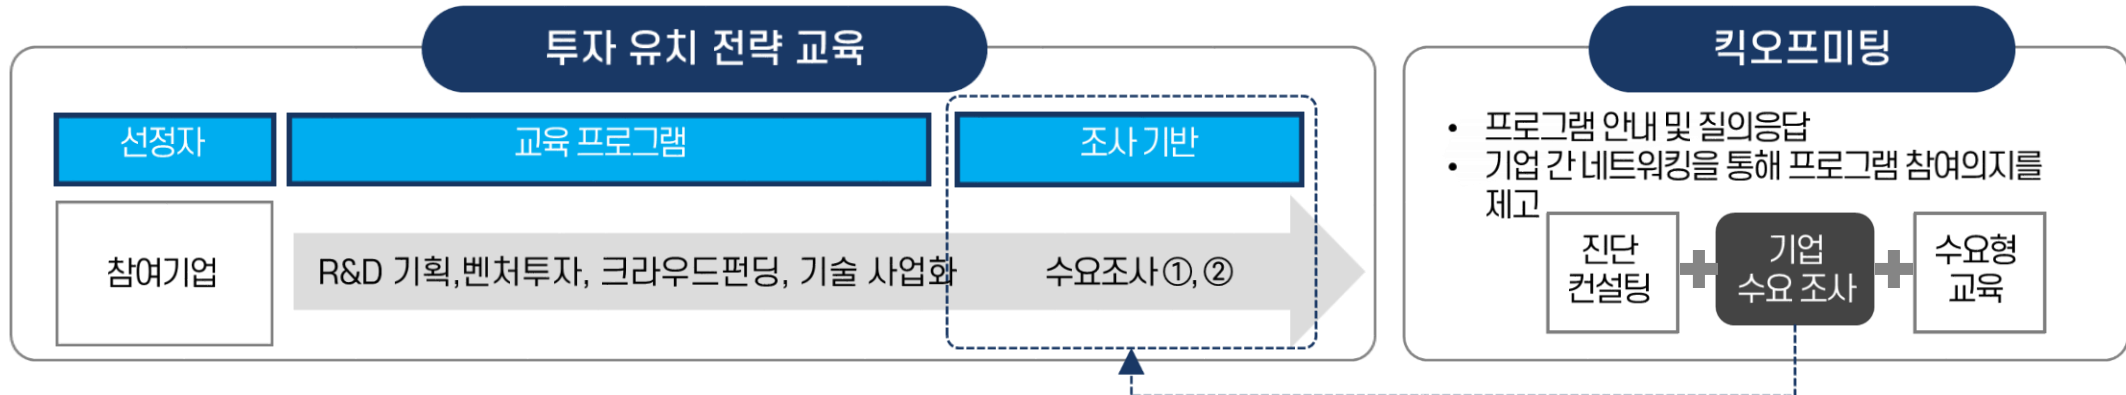 투자 유치 전략 교육
선정자
교육 프로그램
조사 기반
참여기업
R&D 기획,벤처투자, 크라우드펀딩, 기술 사업화
수요조사 ①, ②
킥오프미팅
• 프로그램 안내 및 질의응답
• 기업 간 네트워킹을 통해 프로그램 참여의지를
제고
진단
컨설팅
기업
수요 조사
수요형
교육